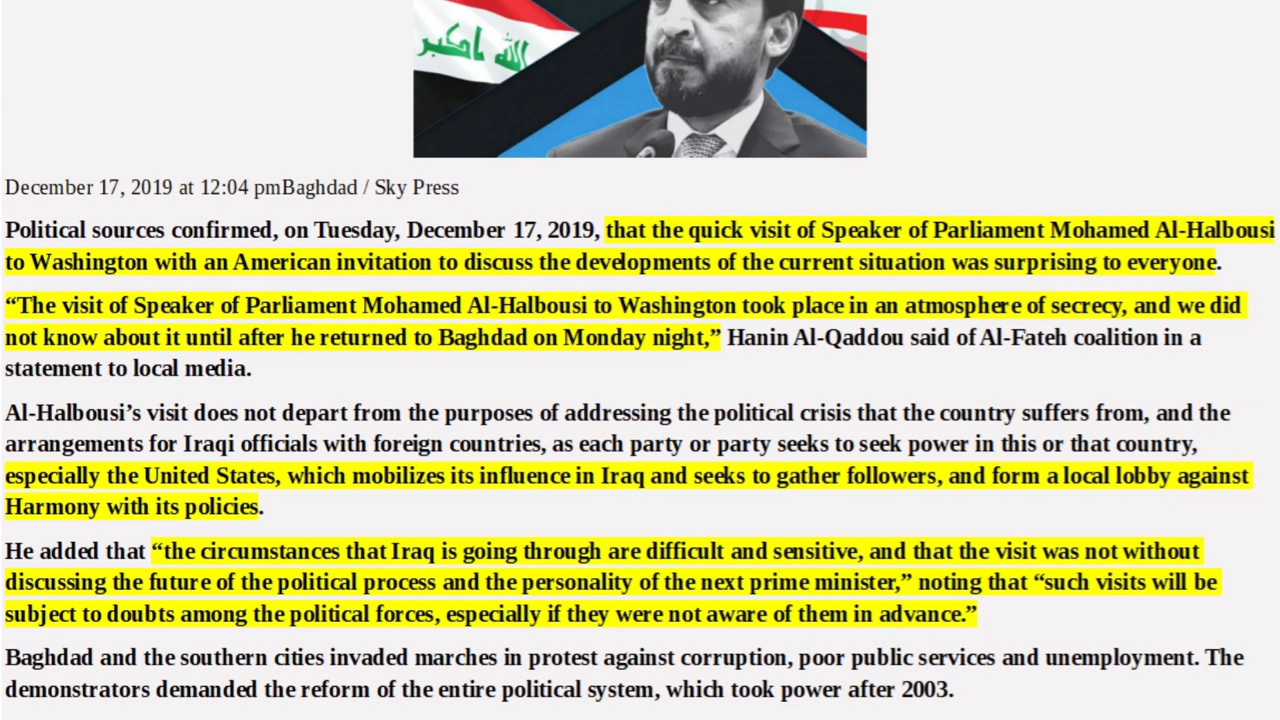 الله اكبر
December 17, 2019 at 12:04 pmBaghdad / Sky Press
Political sources confirmed, on Tuesday, December 17, 2019, that the quick visit of Speaker of Parliament Mohamed Al-Halbousi
to Washington with an American invitation to discuss the developments of the current situation was surprising to everyone.
“The visit of Speaker of Parliament Mohamed Al-Halbousi to Washington took place in an atmosphere of secrecy, and we did
not know about it until after he returned to Baghdad on Monday night,” Hanin Al-Qaddou said of Al-Fateh coalition in a
statement to local media.
Al-Halbousi’s visit does not depart from the purposes of addressing the political crisis that the country suffers from, and the
arrangements for Iraqi officials with foreign countries, as each party or party seeks to seek power in this or that country,
especially the United States, which mobilizes its influence in Iraq and seeks to gather followers, and form a local lobby against
Harmony with its policies.
He added that “the circumstances that Iraq is going through are difficult and sensitive, and that the visit was not without
discussing the future of the political process and the personality of the next prime minister,” noting that “such visits will be
subject to doubts among the political forces, especially if they were not aware of them in advance.”
Baghdad and the southern cities invaded marches in protest against corruption, poor public services and unemployment. The
demonstrators demanded the reform of the entire political system, which took power after 2003.